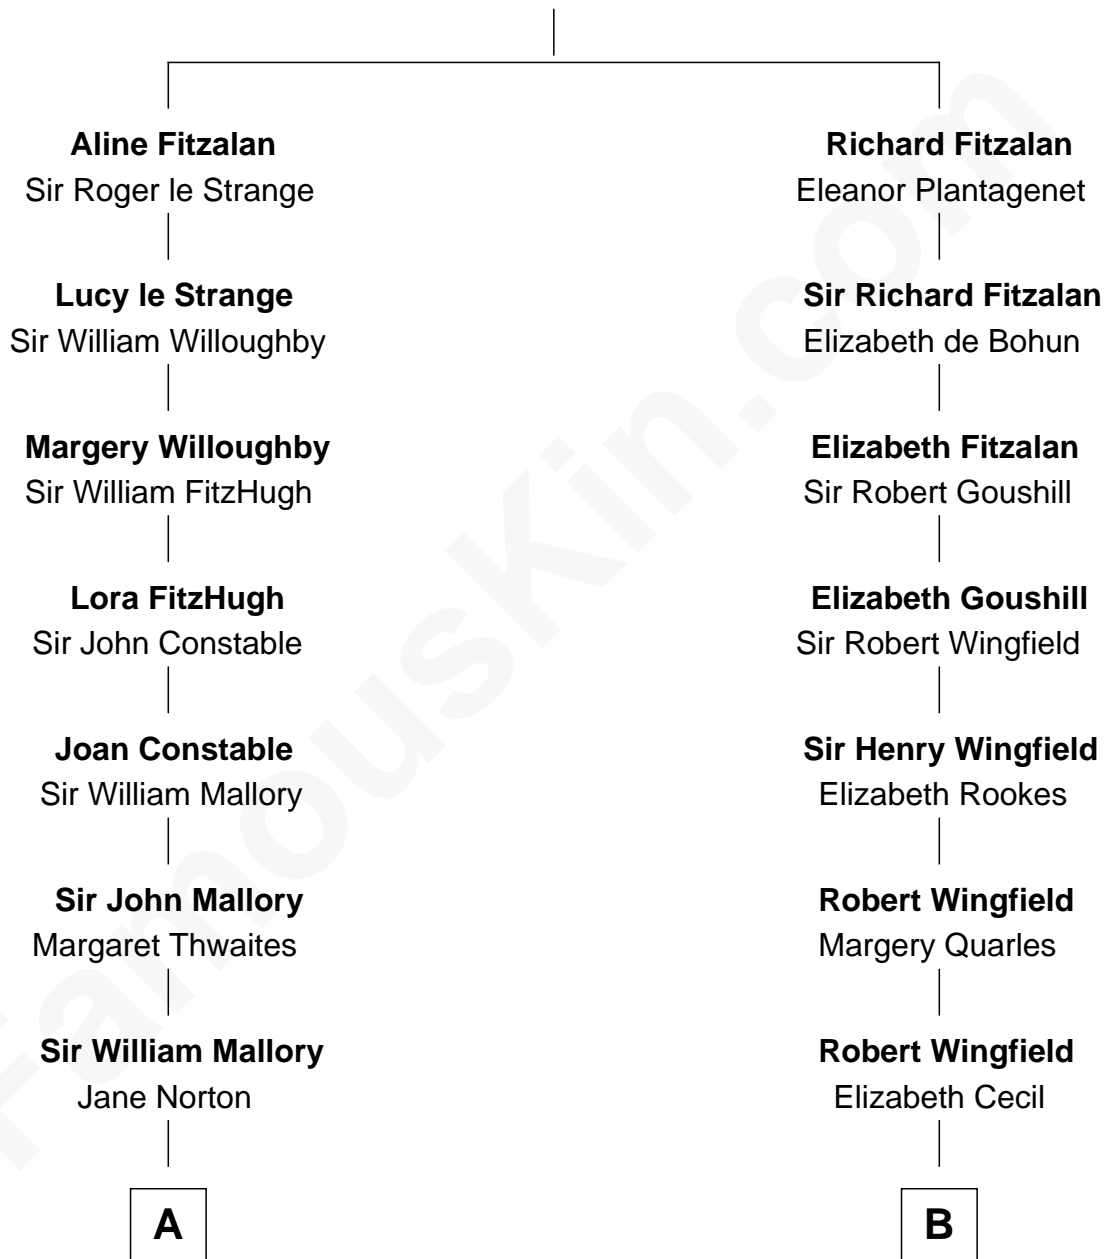 Aline Fitzalan
Sir Roger le Strange
Richard Fitzalan
Eleanor Plantagenet
Lucy le Strange
Sir William Willoughby
Sir Richard Fitzalan
Elizabeth de Bohun
Margery Willoughby
Sir William FitzHugh
Elizabeth Fitzalan
Sir Robert Goushill
Lora FitzHugh
Sir John Constable
Elizabeth Goushill
Sir Robert Wingfield
Joan Constable
Sir William Mallory
Sir Henry Wingfield
Elizabeth Rookes
Sir John Mallory
Margaret Thwaites
Robert Wingfield
Margery Quarles
Sir William Mallory
Jane Norton
Robert Wingfield
Elizabeth Cecil
A
B
FamousKin.com